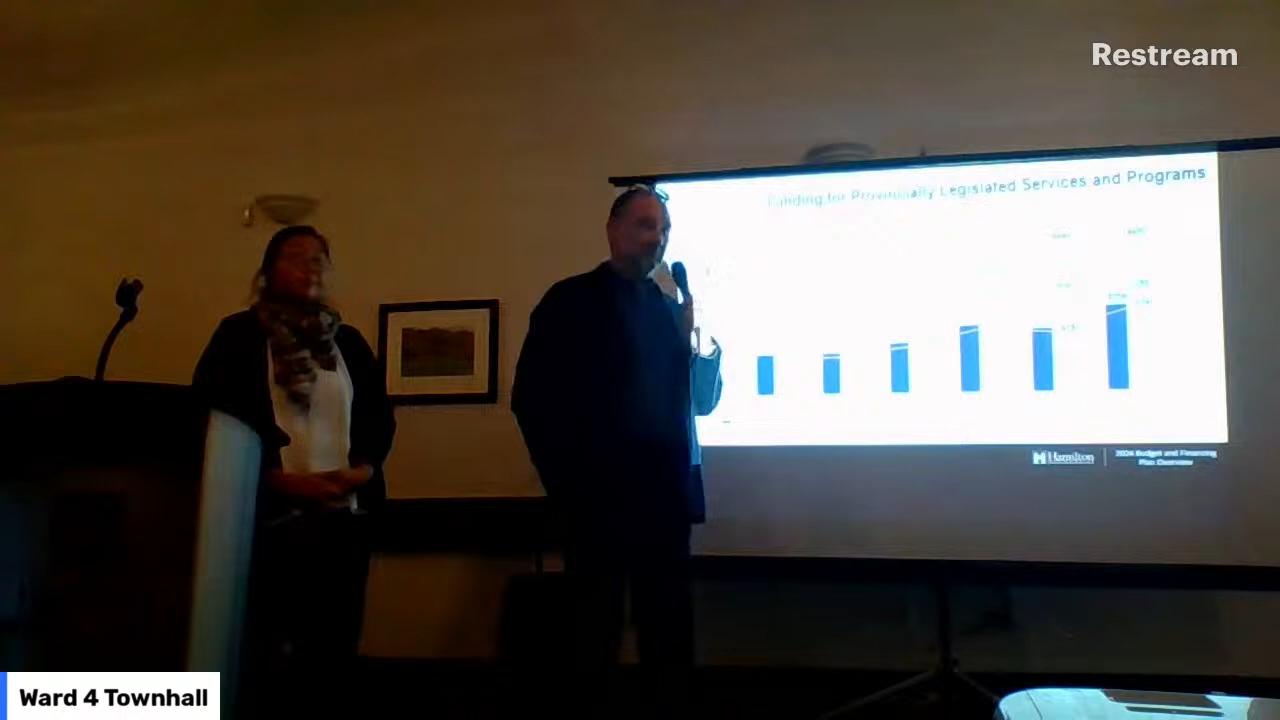 Restream
Funding for Provincially Legislated Services and Programs
Hamilton
2024 Budget and Financing
Plan Overview
Ward 4 Townhall